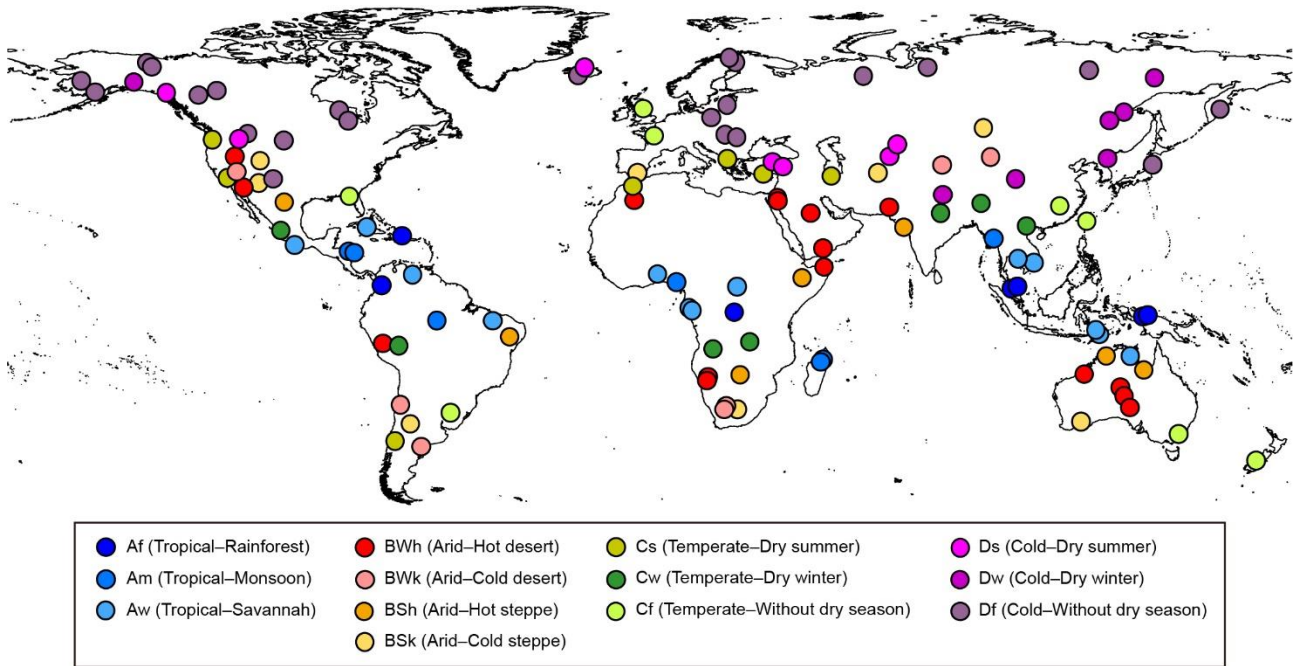 Af (Tropical–Rainforest)
Am (Tropical–Monsoon)
Aw (Tropical–Savannah)
BWh (Arid–Hot desert)
BWk (Arid–Cold desert)
BSh (Arid–Hot steppe)
BSk (Arid–Cold steppe)
Cs (Temperate–Dry summer)
Cw (Temperate–Dry winter)
Cf (Temperate–Without dry season)
Ds (Cold–Dry summer)
Dw (Cold–Dry winter)
Df (Cold–Without dry season)